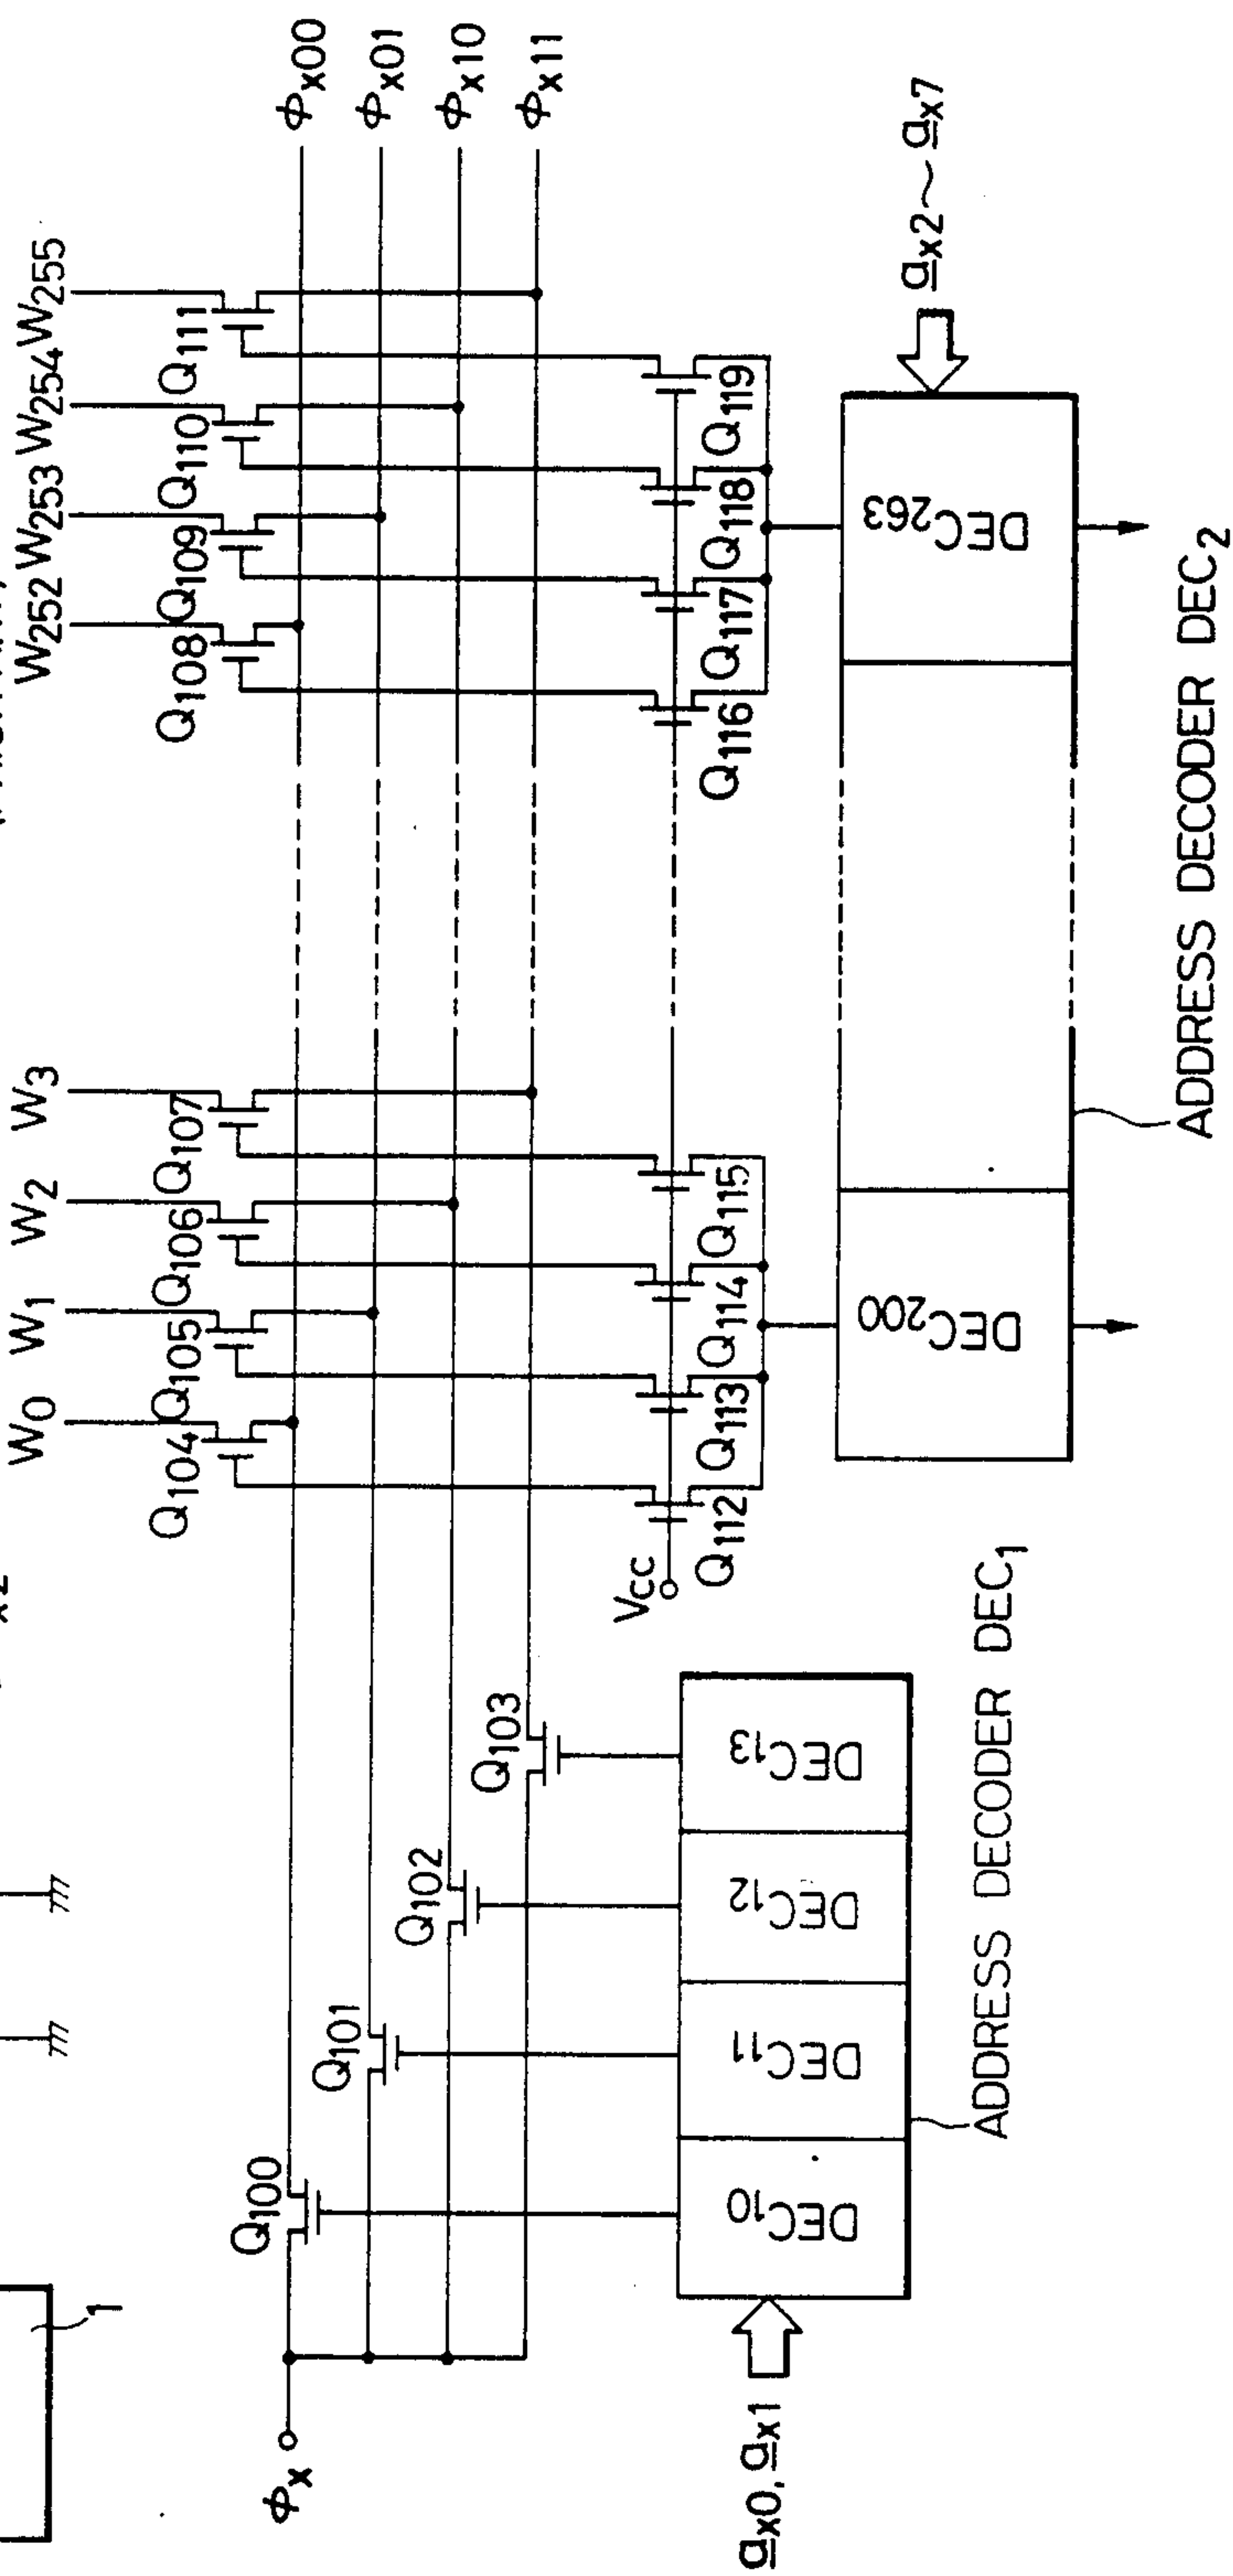 W0 W1 W2 W3 W252 W253 W254 W255
Q104 Q105 Q106 Q107 Q108 Q109 Q110 Q111
ϕx00
ϕx01
ϕx10
ϕx11
Q100 Q101 Q102 Q103
ϕx
Vcc
Q112 Q113 Q114 Q115 Q116 Q117 Q118 Q119
ax0, ax1
DEC10 DEC11 DEC12 DEC13
ADDRESS DECODER DEC1
DEC200 DEC263
ax2~ax7
ADDRESS DECODER DEC2
1
x2